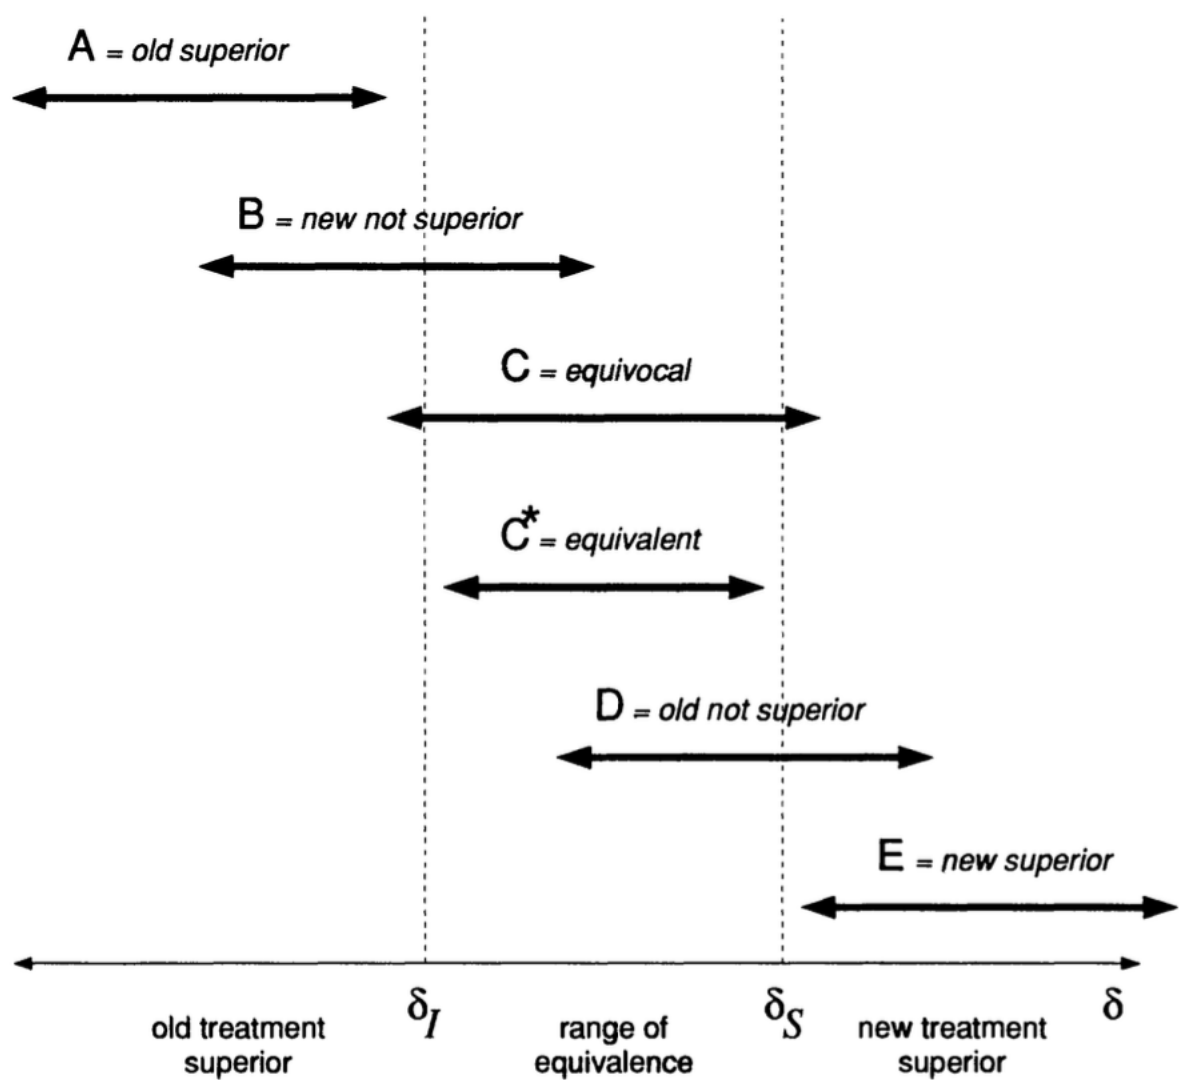 A = old superior
B = new not superior
C = equivocal
C* = equivalent
D = old not superior
E = new superior
δI δS δ
old treatment superior
range of equivalence
new treatment superior